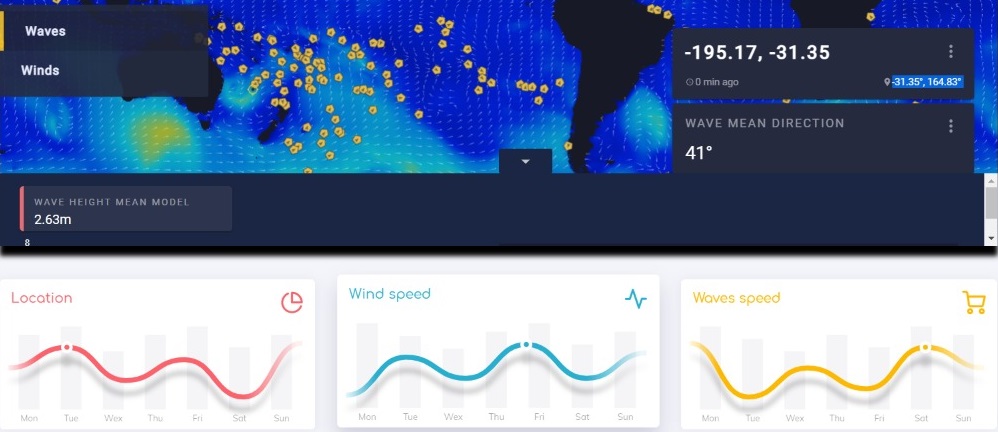 Waves
Winds
-195.17, -31.35
0 min ago
-31.35°, 164.83°
WAVE MEAN DIRECTION
41°
WAVE HEIGHT MEAN MODEL
2.63m
8
Location
Mon Tue Wex Thu Fri Sat Sun
Wind speed
Mon Tue Wex Thu Fri Sat Sun
Waves speed
Mon Tue Wex Thu Fri Sat Sun